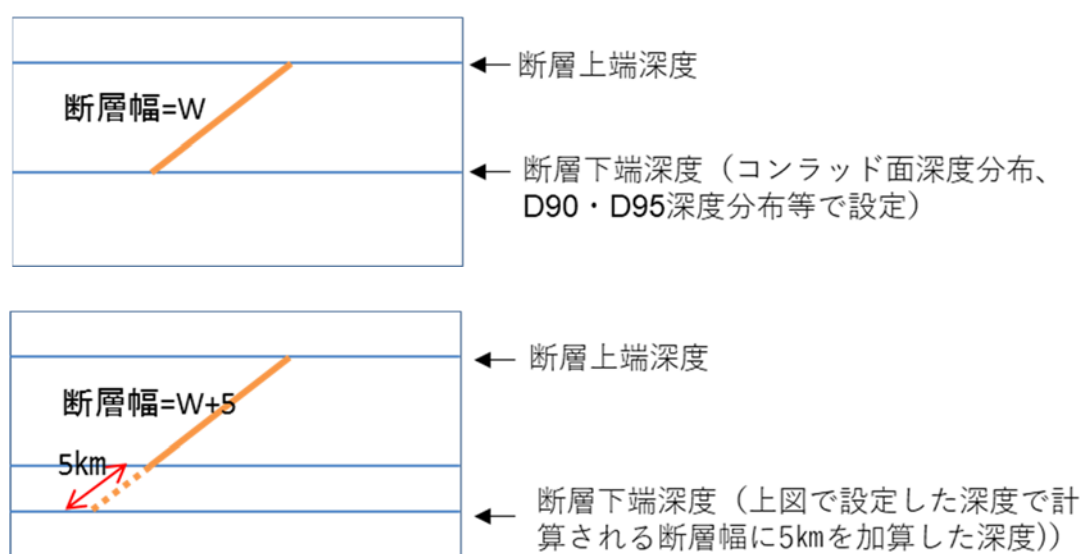 断層上端深度
断層幅=W
断層下端深度（コンラッド面深度分布、
D90・D95深度分布等で設定）
断層上端深度
断層幅=W+5
5km
断層下端深度（上図で設定した深度で計
算される断層幅に5kmを加算した深度)）